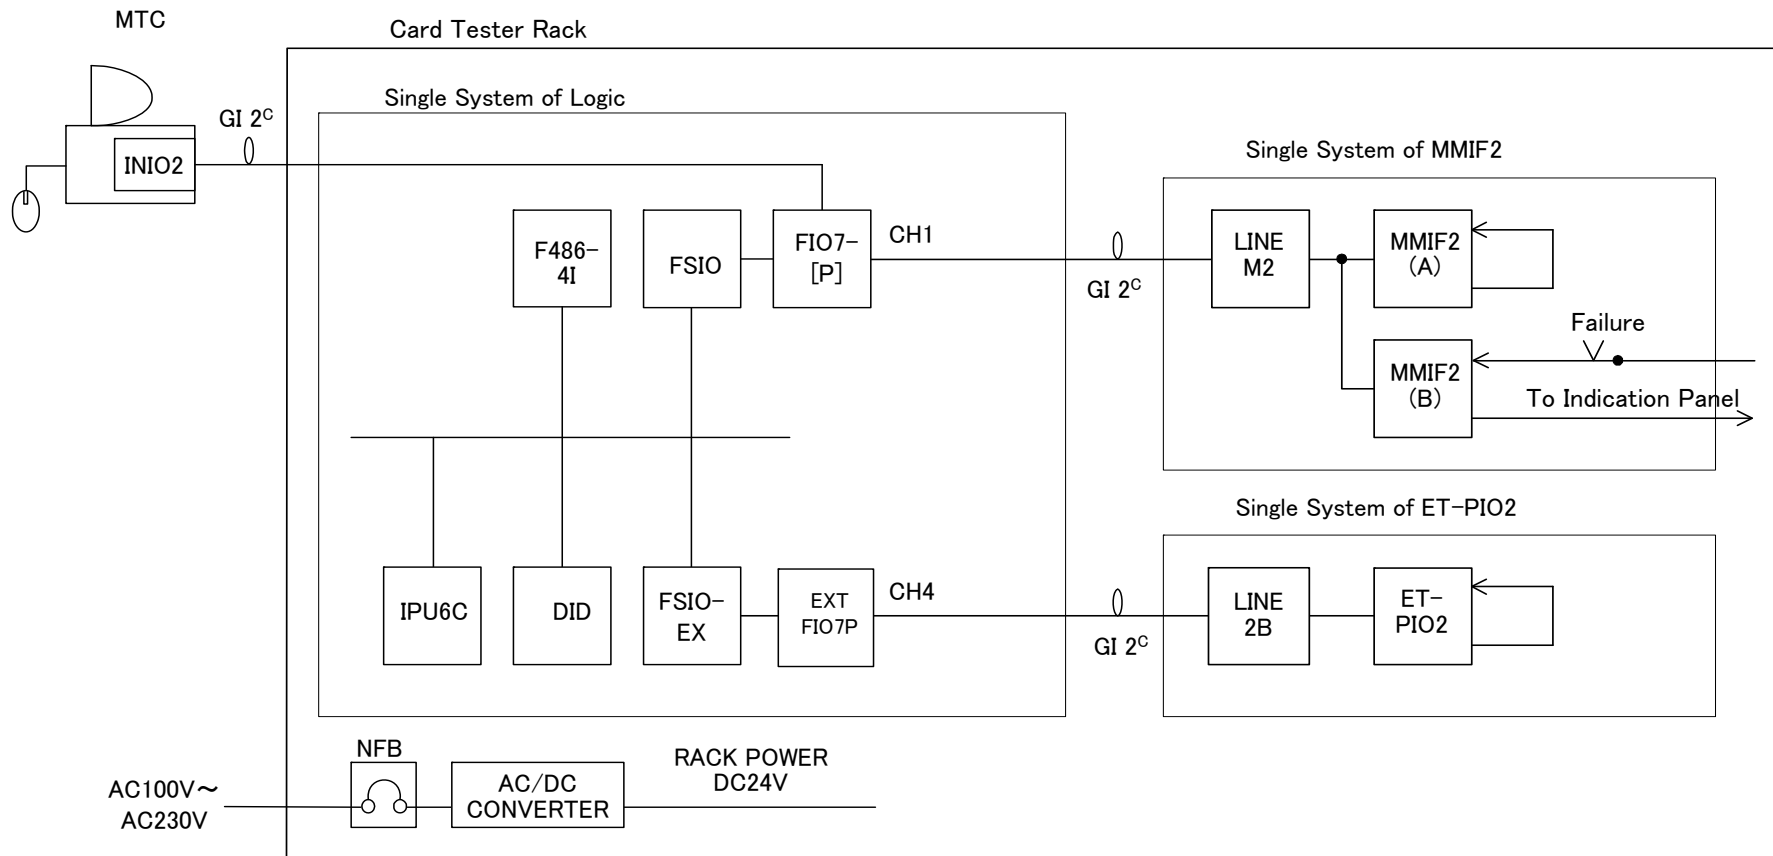 MTC
Card Tester Rack
Single System of Logic
GI 2ᶜ
INIO2
Single System of MMIF2
F486-
4I
FSIO
FIO7-
[P]
CH1
GI 2ᶜ
LINE
M2
MMIF2
(A)
Failure
MMIF2
(B)
To Indication Panel
Single System of ET-PIO2
IPU6C
DID
FSIO-
EX
EXT
FIO7P
CH4
GI 2ᶜ
LINE
2B
ET-
PIO2
NFB
AC100V～
AC230V
AC/DC
CONVERTER
RACK POWER
DC24V